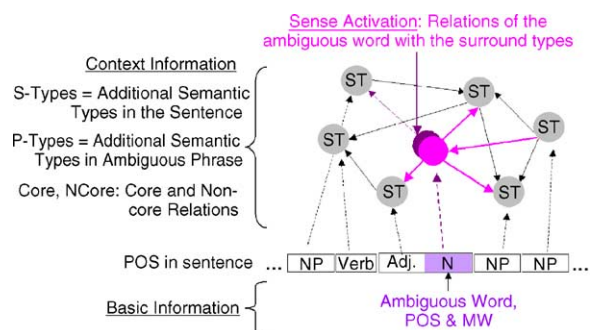 Sense Activation: Relations of the
ambiguous word with the surround types
Context Information
S-Types = Additional Semantic
Types in the Sentence
P-Types = Additional Semantic
Types in Ambiguous Phrase
Core, NCore: Core and Non-
core Relations
ST
ST
ST
ST
ST
ST
POS in sentence ... NP Verb Adj. N NP NP ...
Basic Information
Ambiguous Word,
POS & MW